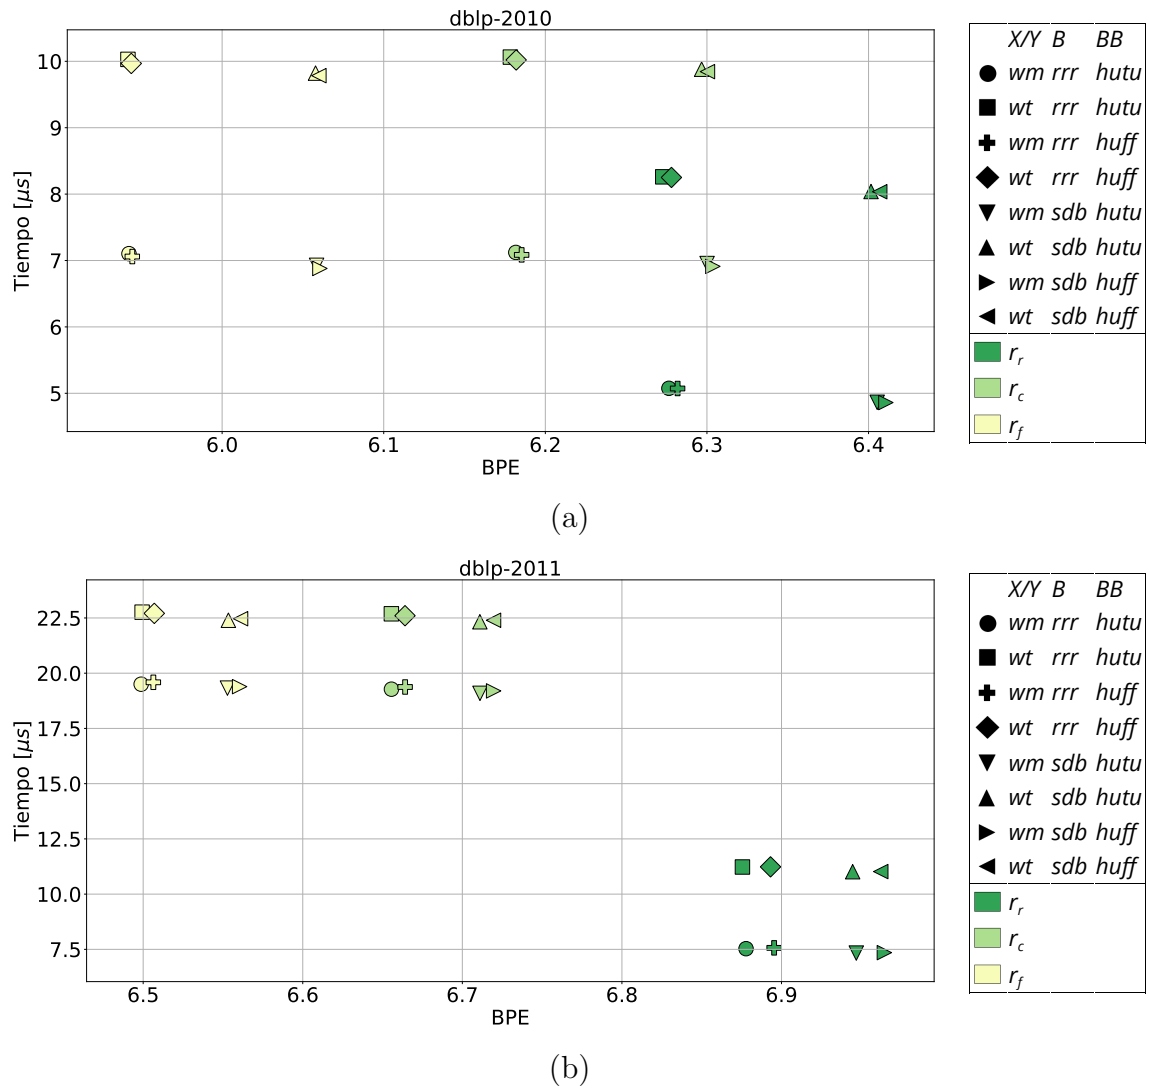 dblp-2010
10
9
8
7
6
5
Tiempo [μs]
6.0 6.1 6.2 6.3 6.4
BPE
X/Y B BB
wm rrr hutu
wt rrr hutu
wm rrr huff
wt rrr huff
wm sdb hutu
wt sdb hutu
wm sdb huff
wt sdb huff
r_r
r_c
r_f
(a)
dblp-2011
22.5
20.0
17.5
15.0
12.5
10.0
7.5
Tiempo [μs]
6.5 6.6 6.7 6.8 6.9
BPE
X/Y B BB
wm rrr hutu
wt rrr hutu
wm rrr huff
wt rrr huff
wm sdb hutu
wt sdb hutu
wm sdb huff
wt sdb huff
r_r
r_c
r_f
(b)